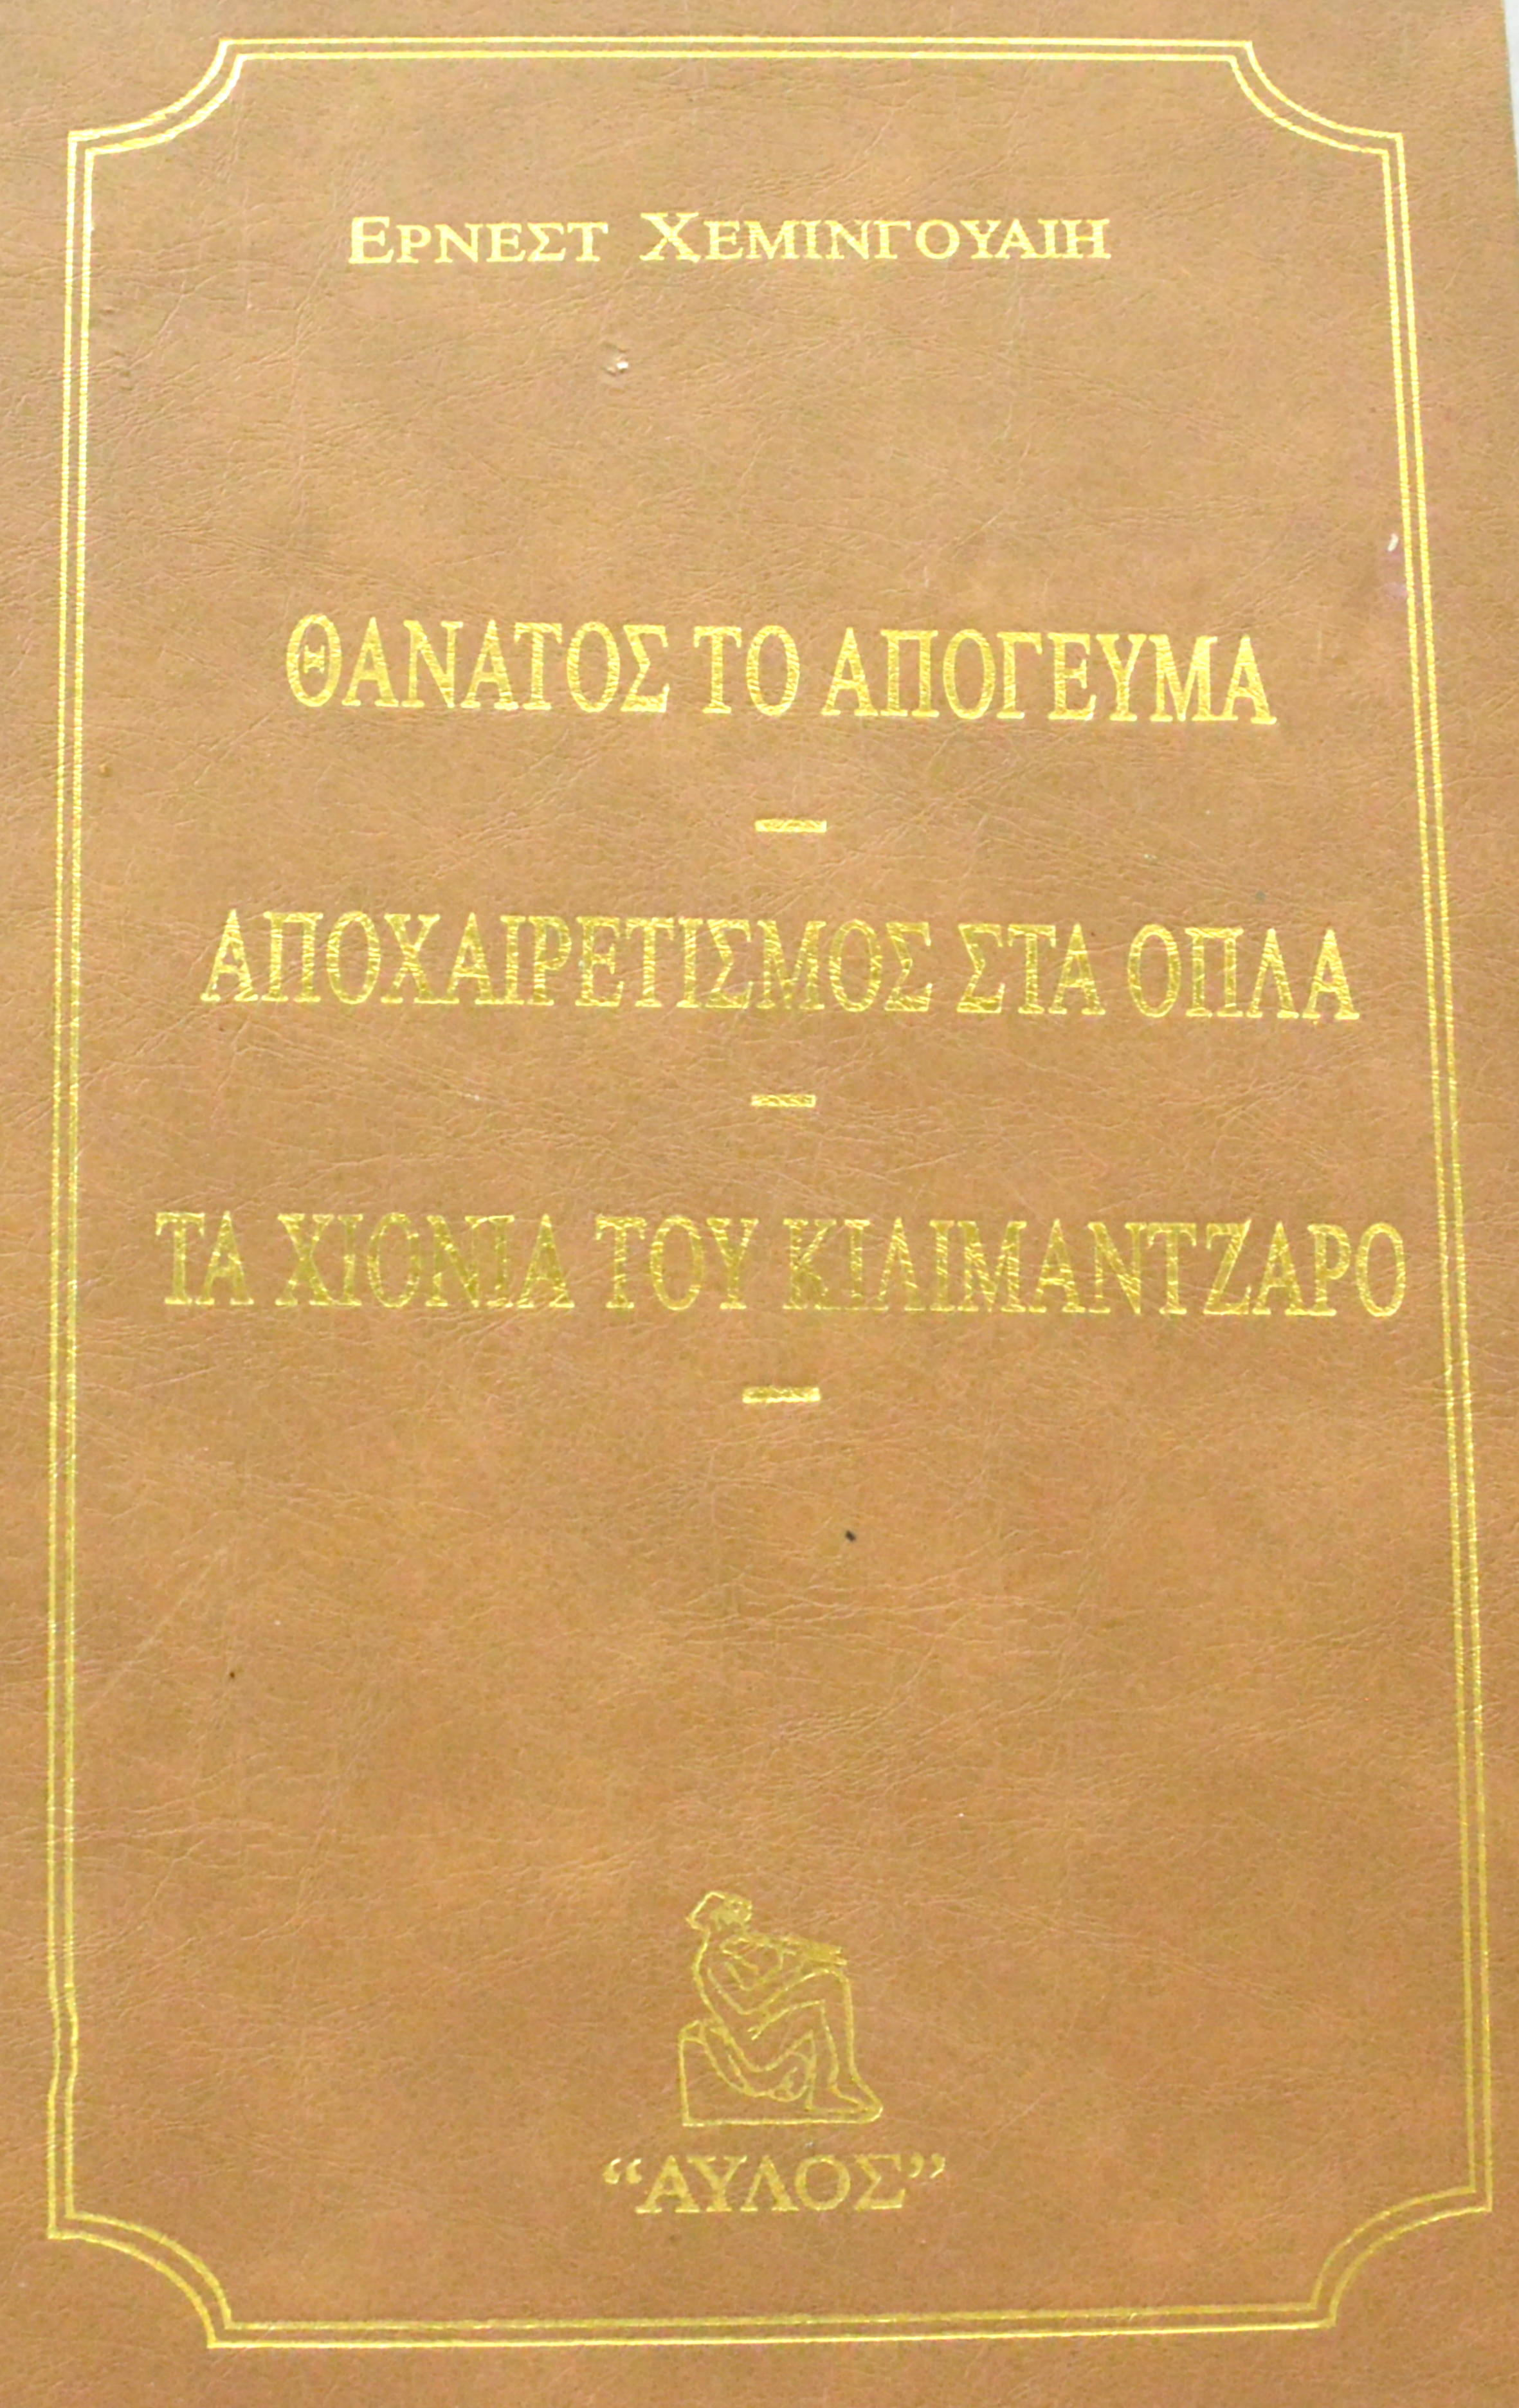 ΕΡΝΕΣΤ ΧΕΜΙΝΓΟΥΑΙΗ
ΘΑΝΑΤΟΣ ΤΟ ΑΠΟΓΕΥΜΑ
–
ΑΠΟΧΑΙΡΕΤΙΣΜΟΣ ΣΤΑ ΟΠΛΑ
–
ΤΑ ΧΙΟΝΙΑ ΤΟΥ ΚΙΛΙΜΑΝΤΖΑΡΟ
–
“ΑΥΛΟΣ”